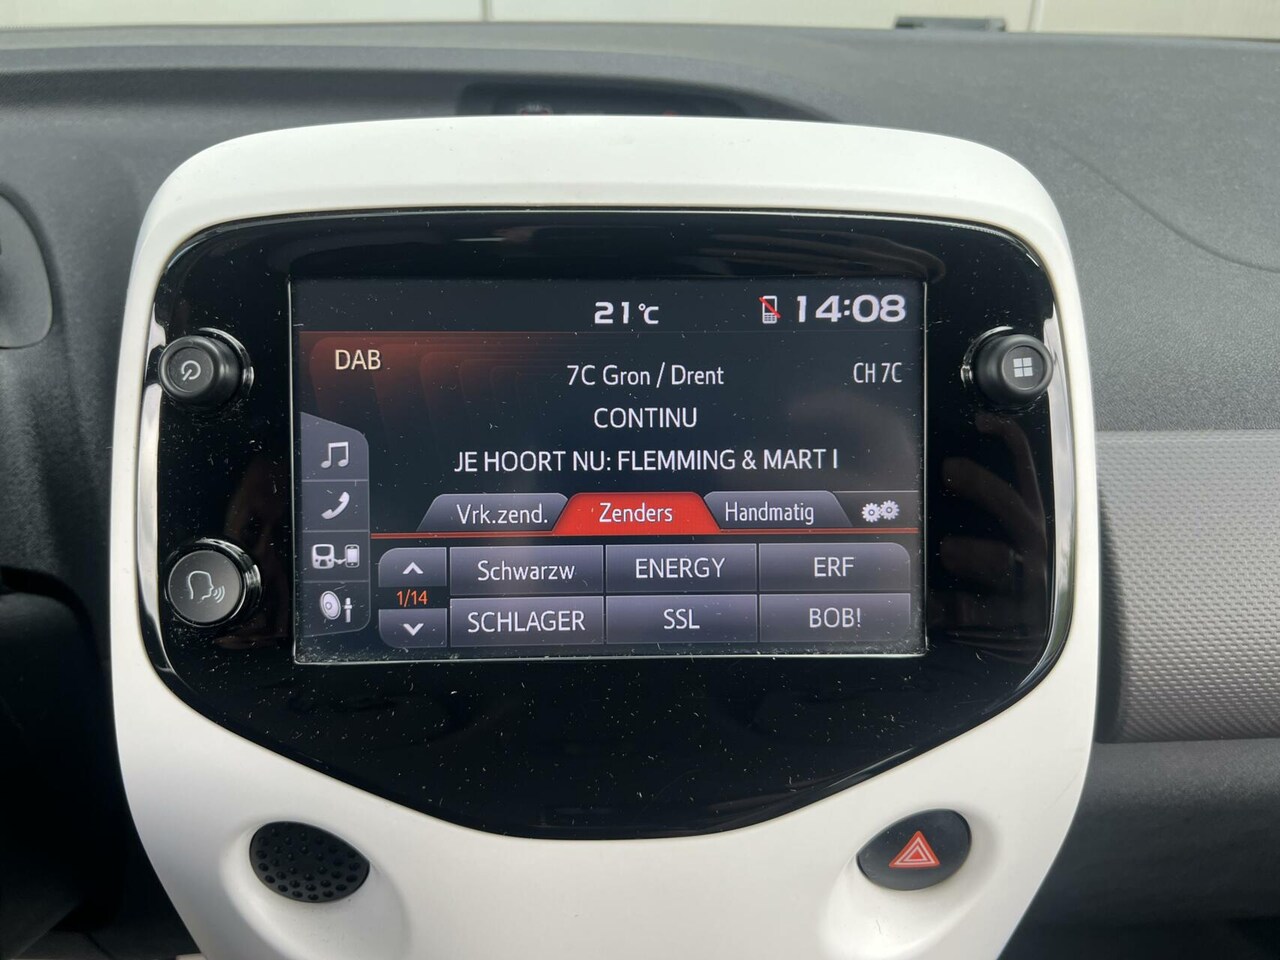 21°C 14:08
DAB
7C Gron / Drent CH 7C
CONTINU
JE HOORT NU: FLEMMING & MART I
Vrk.zend. Zenders Handmatig
Schwarzw ENERGY ERF
1/14
SCHLAGER SSL BOB!